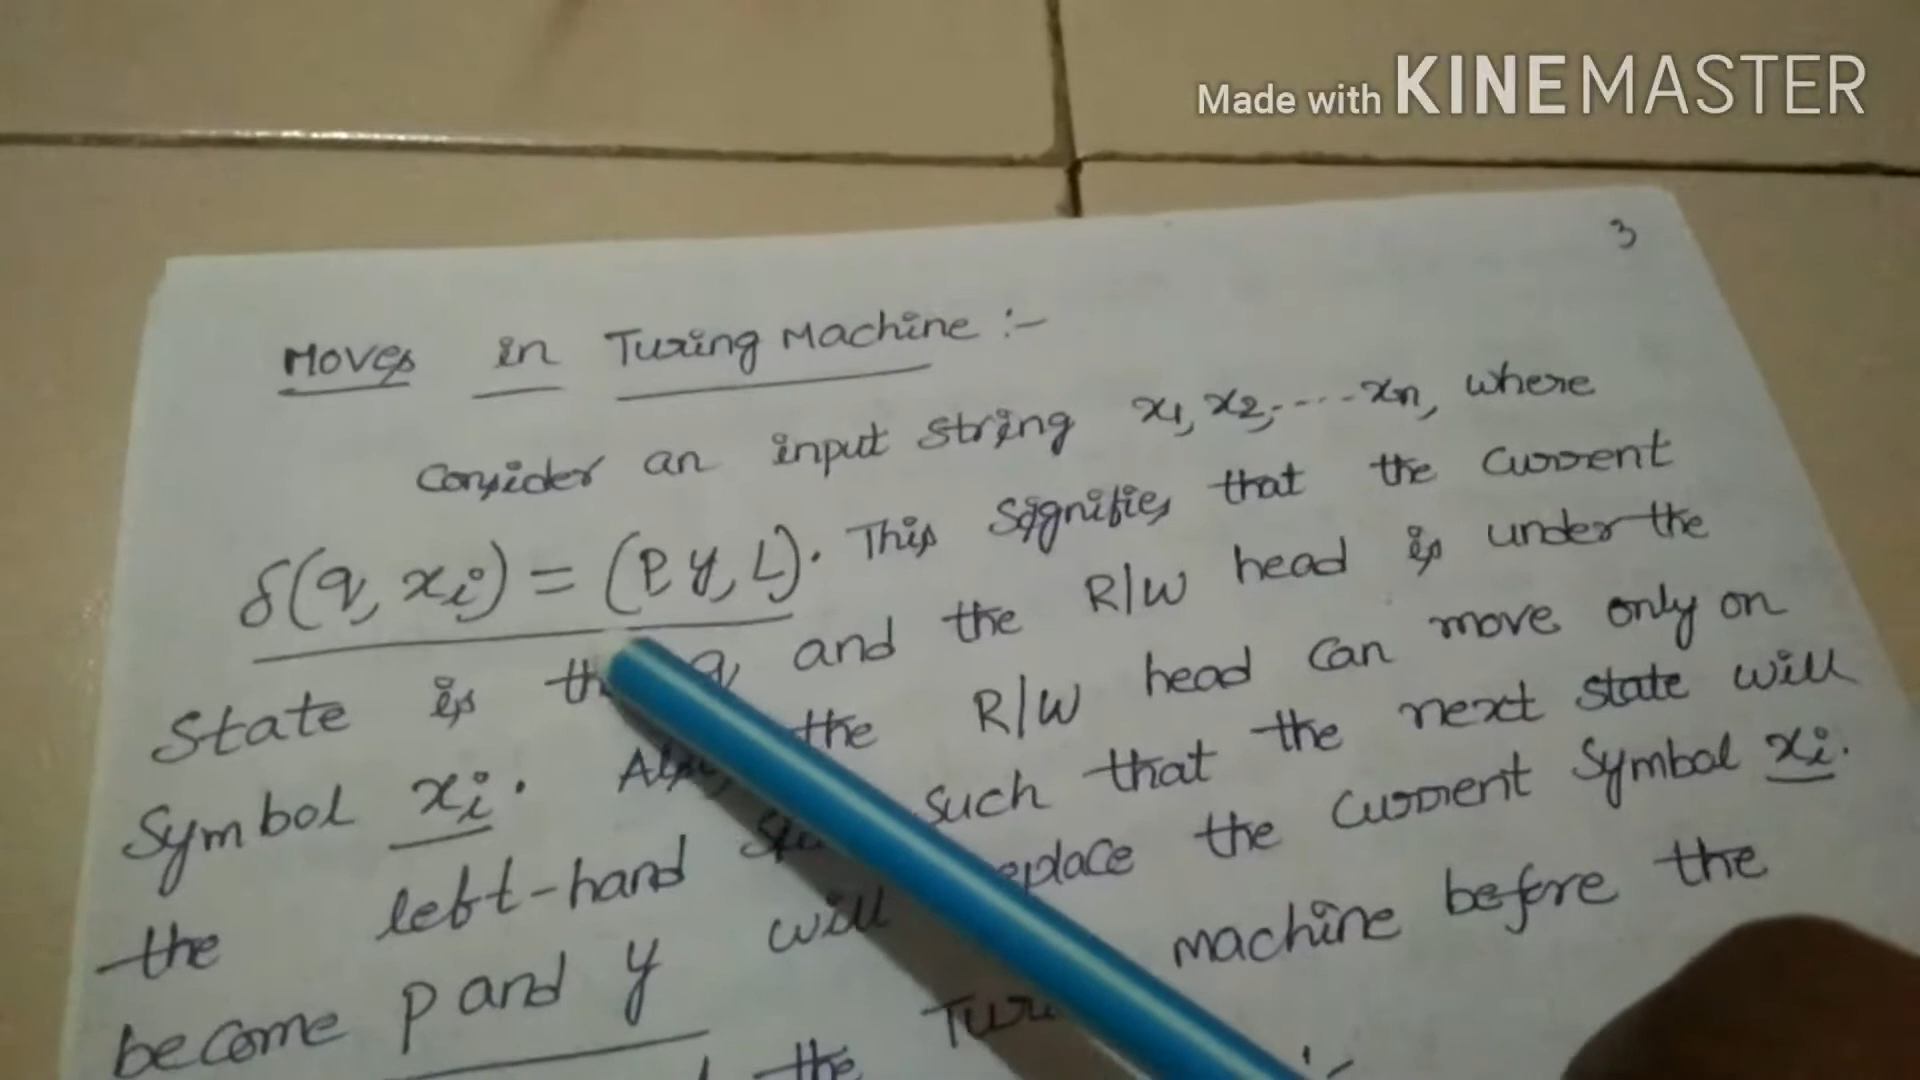 Made with KINEMASTER
3
Moves in Turing Machine :-
Consider an input string x1, x2, ---- xn, where
δ(q, xi) = (P, y, L). This signifies that the current
state is the q and the R/W head is under the
symbol xi. Also, the R/W head can move only on
the left-hand such that the next state will
become p and y will replace the current symbol xi.
the machine before the